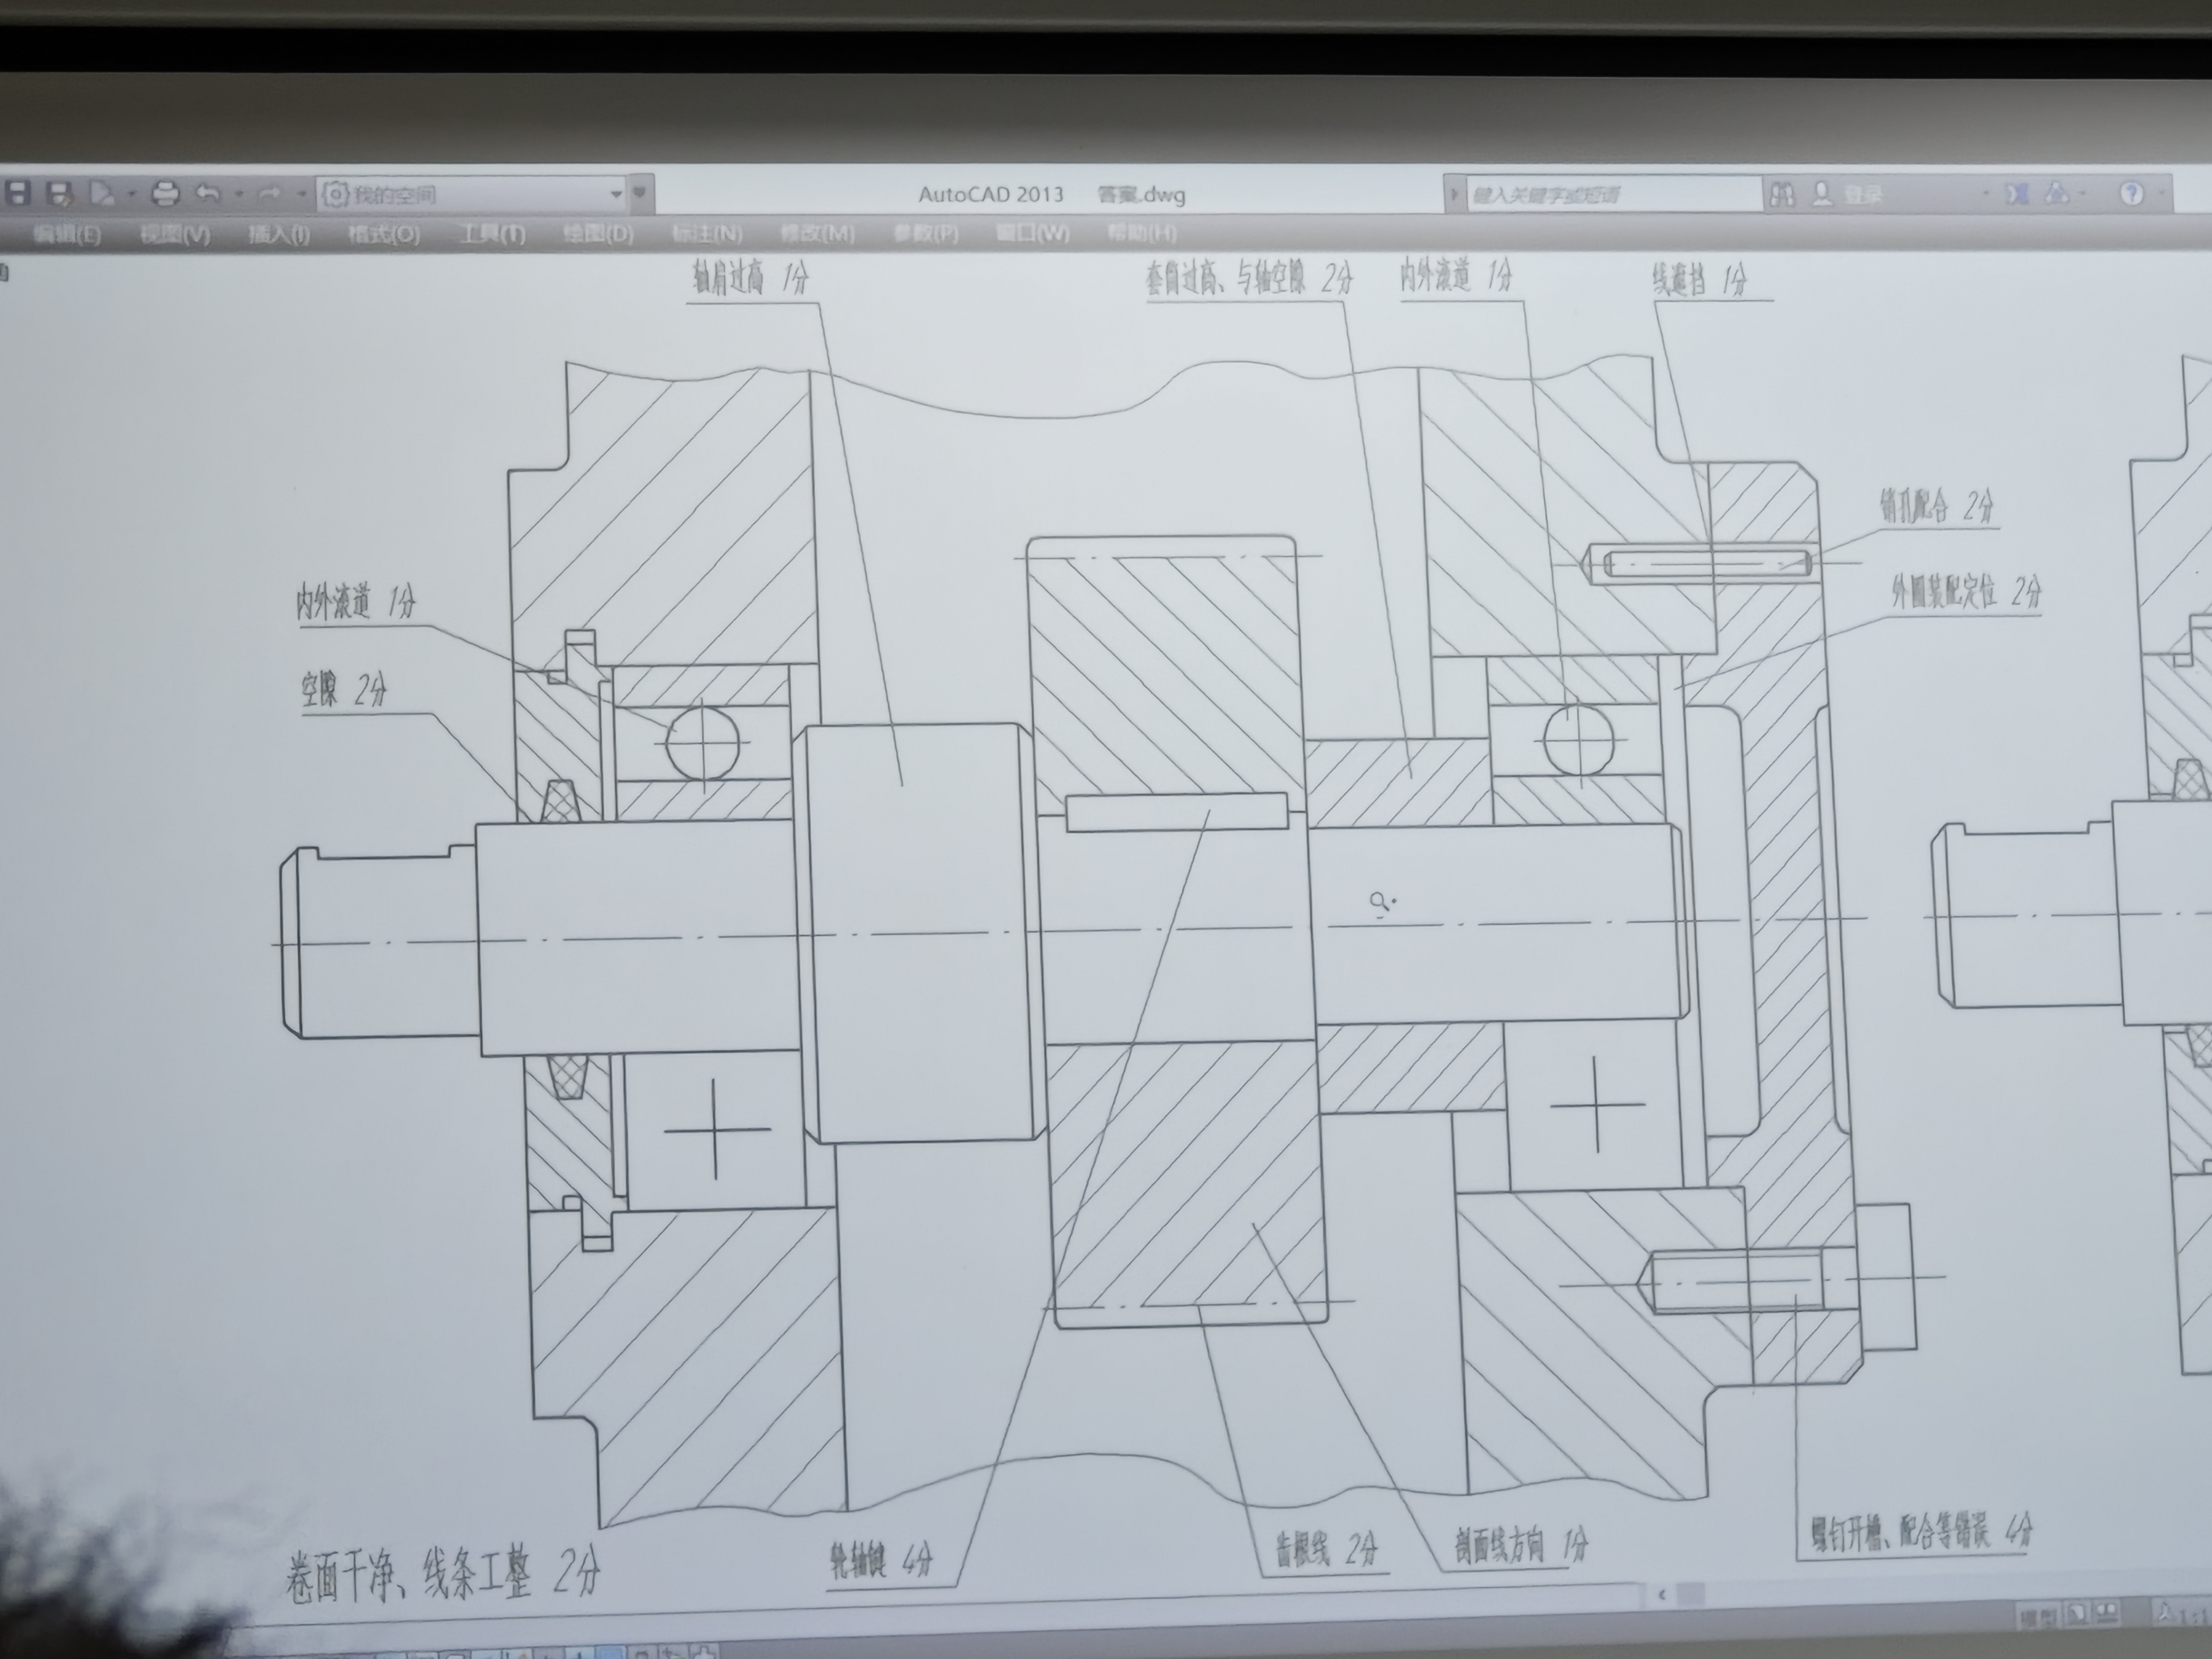 我的空间
AutoCAD 2013 答案.dwg
键入关键字或短语
登录
编辑(E) 视图(V) 插入(I) 格式(O) 工具(T) 绘图(D) 标注(N) 修改(M) 参数(P) 窗口(W) 帮助(H)
轴肩过高 1分
套筒过高、与轴空隙 2分
内外滚道 1分
线遮挡 1分
销孔配合 2分
外圆装配定位 2分
内外滚道 1分
空隙 2分
轮轴键 4分
齿根线 2分
剖面线方向 1分
螺钉开槽、配合等错误 4分
卷面干净、线条工整 2分
模型
1:1